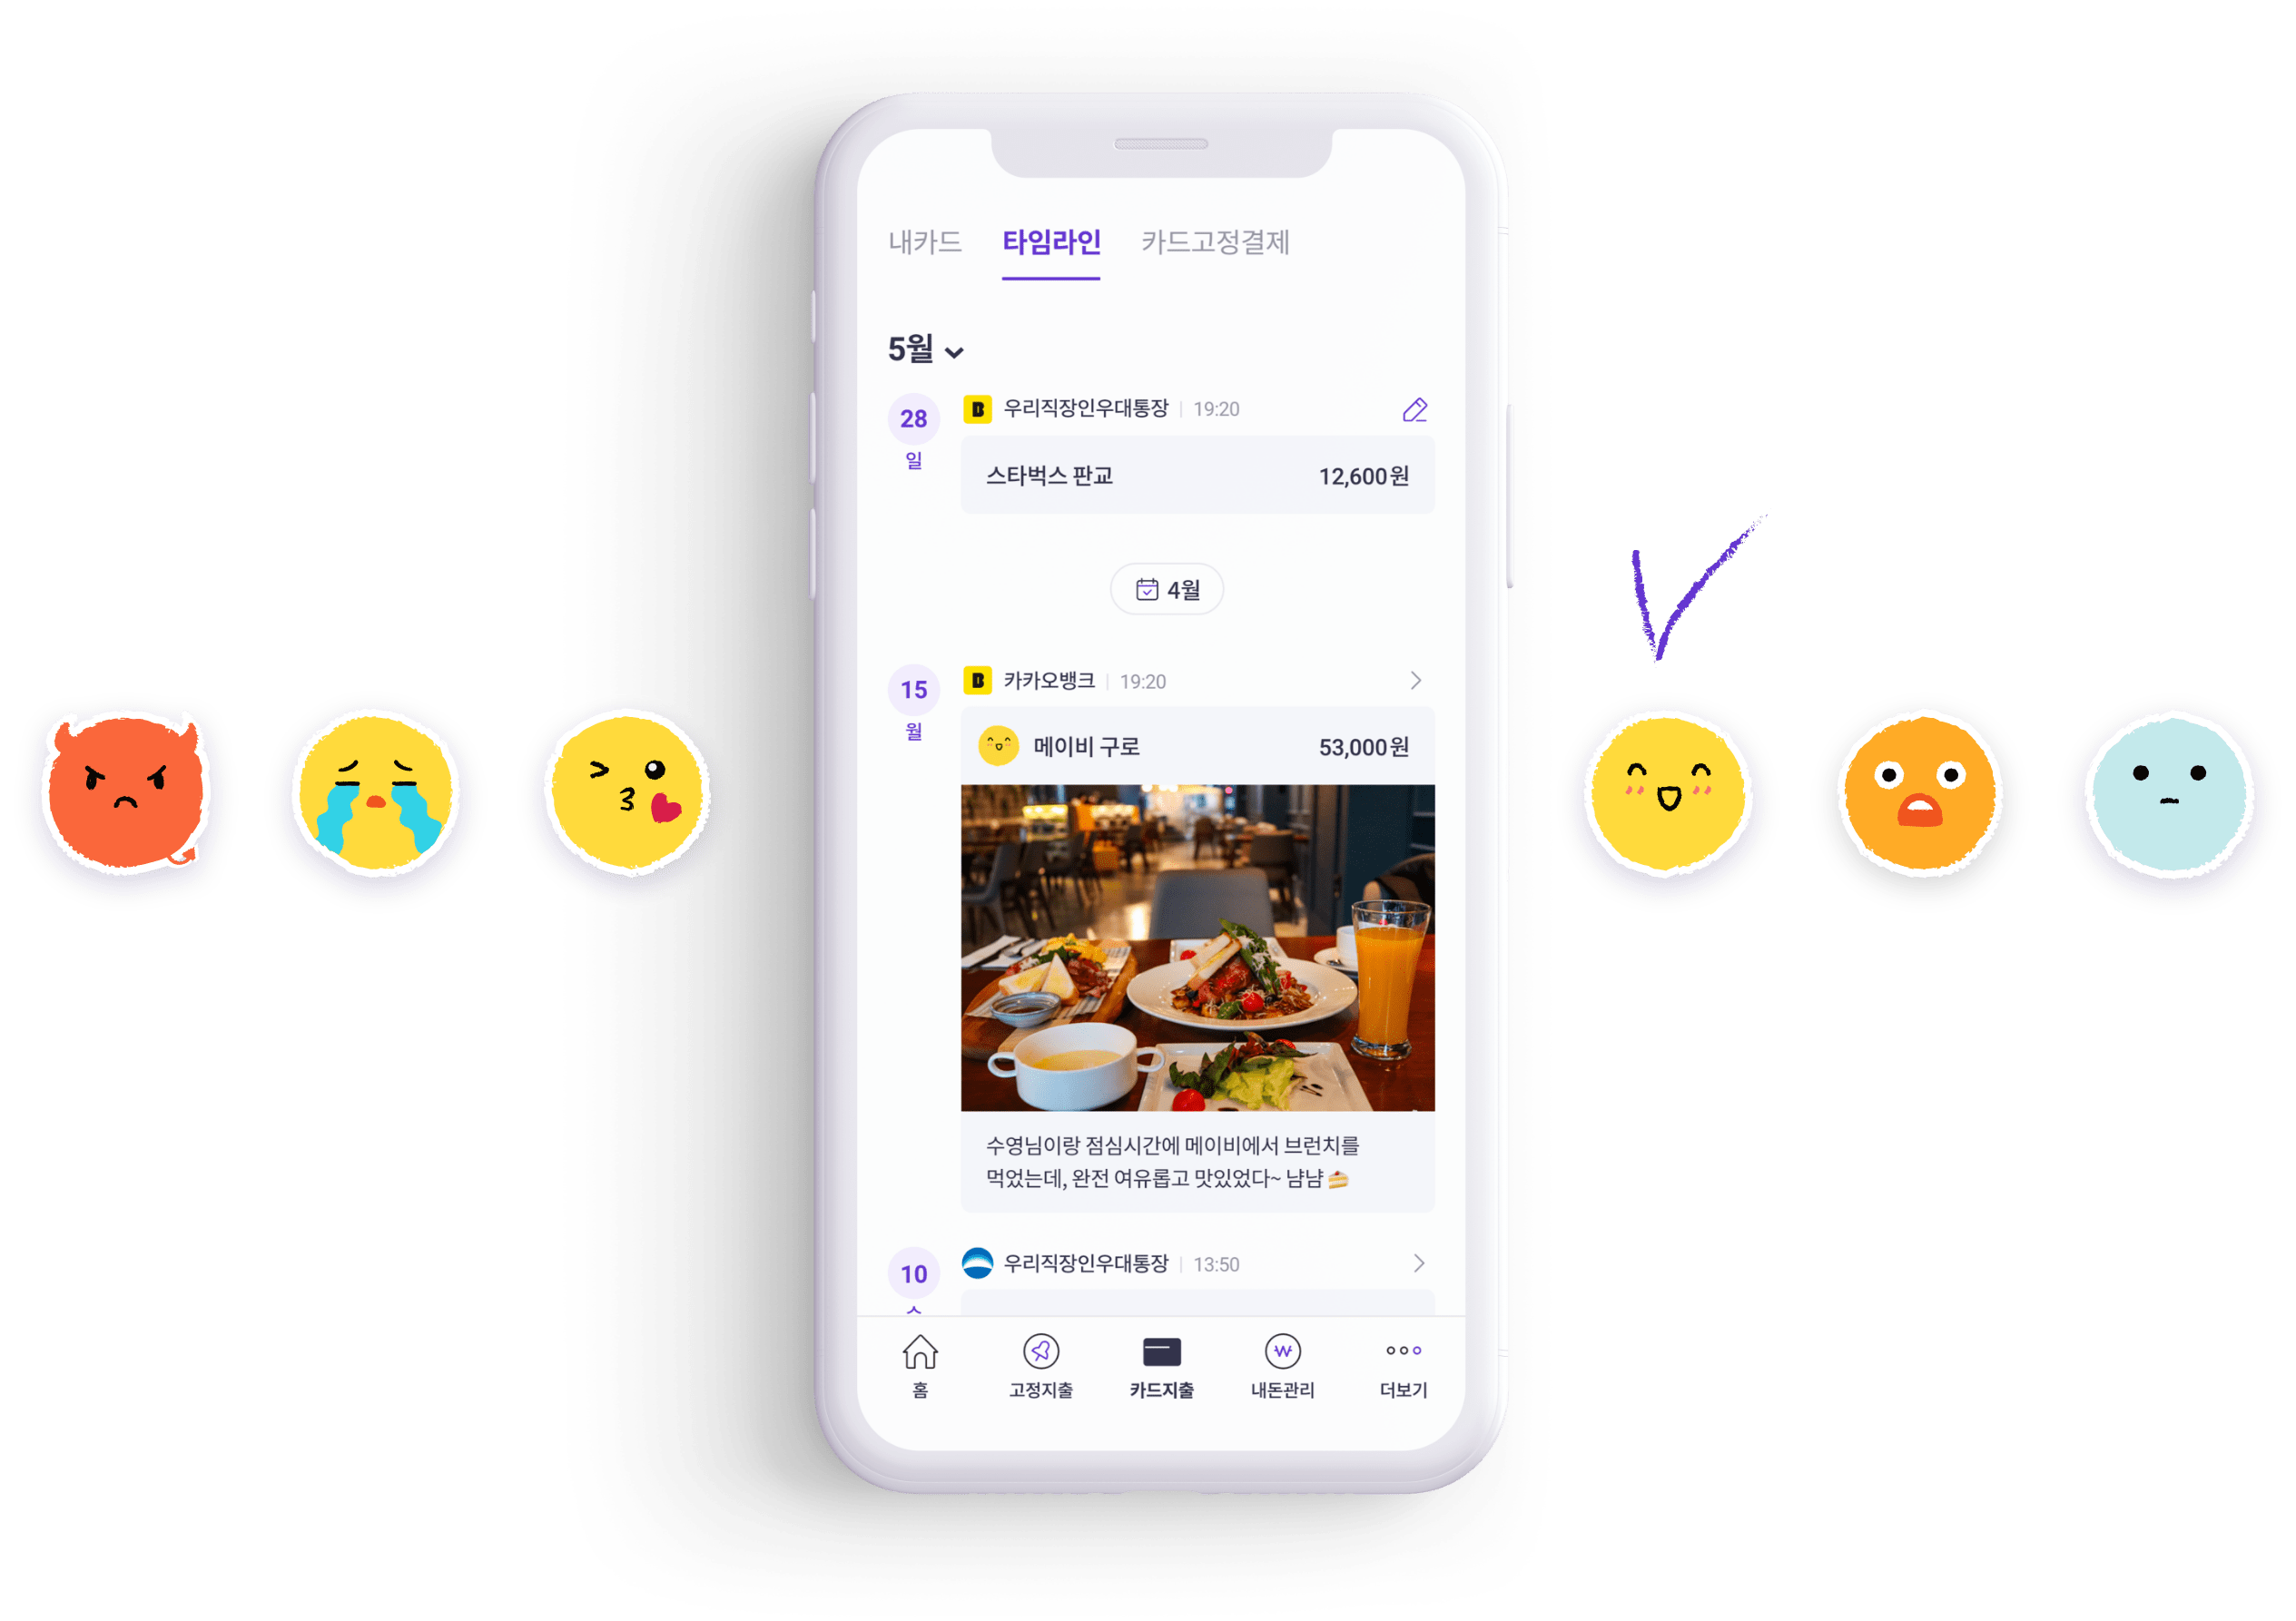 내카드 타임라인 카드고정결제
5월
28 B 우리직장인우대통장 | 19:20
일
스타벅스 판교 12,600원
4월
15 B 카카오뱅크 | 19:20
월
메이비 구로 53,000원
수영님이랑 점심시간에 메이비에서 브런치를
먹었는데, 완전 여유롭고 맛있었다~ 냠냠 🍰
10 우리직장인우대통장 | 13:50
홈 고정지출 카드지출 내돈관리 더보기